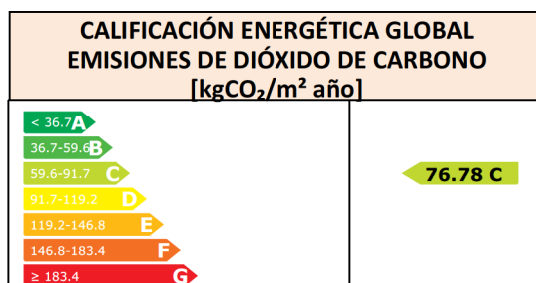 CALIFICACIÓN ENERGÉTICA GLOBAL
EMISIONES DE DIÓXIDO DE CARBONO
[kgCO₂/m² año]
< 36.7 A
36.7-59.6 B
59.6-91.7 C
91.7-119.2 D
119.2-146.8 E
146.8-183.4 F
≥ 183.4 G
76.78 C